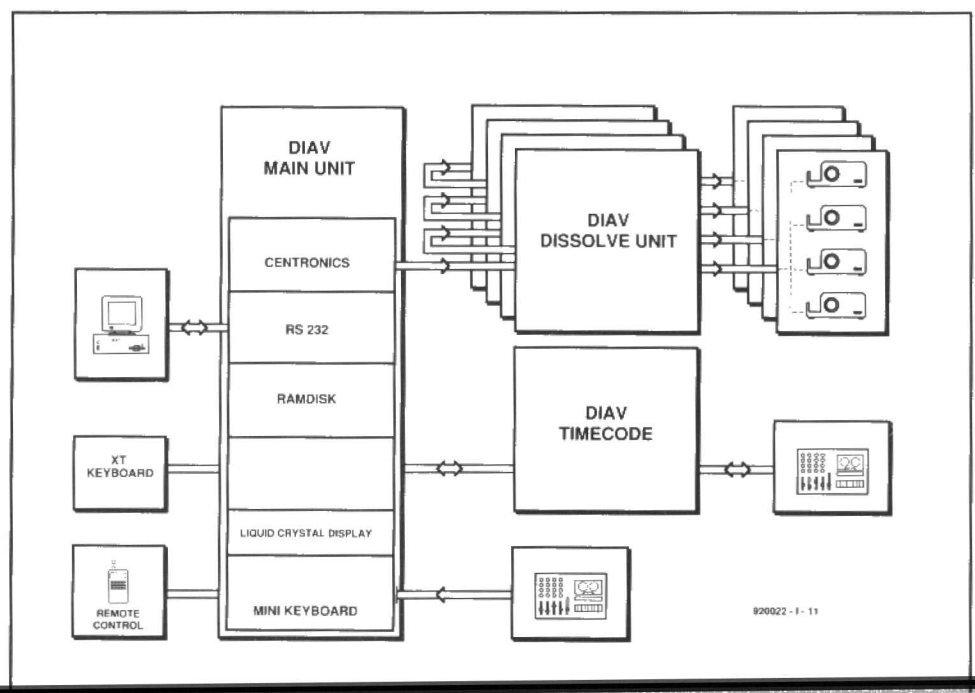 DIAV
MAIN UNIT
CENTRONICS
RS 232
RAMDISK
LIQUID CRYSTAL DISPLAY
MINI KEYBOARD
XT
KEYBOARD
REMOTE
CONTROL
DIAV
DISSOLVE UNIT
DIAV
TIMECODE
920022 - I - 11